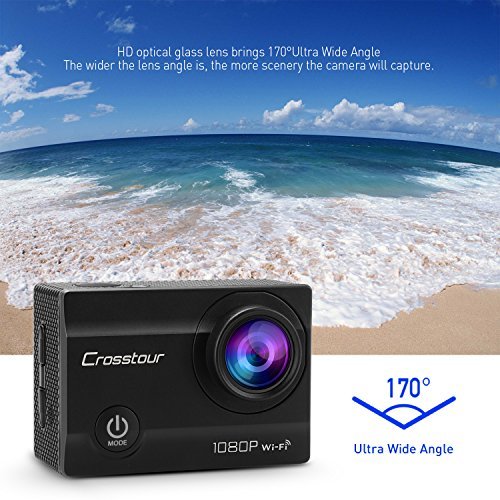 HD optical glass lens brings 170°Ultra Wide Angle
The wider the lens angle is, the more scenery the camera will capture.
Crosstour
MODE
1080P Wi-Fi
170°
Ultra Wide Angle